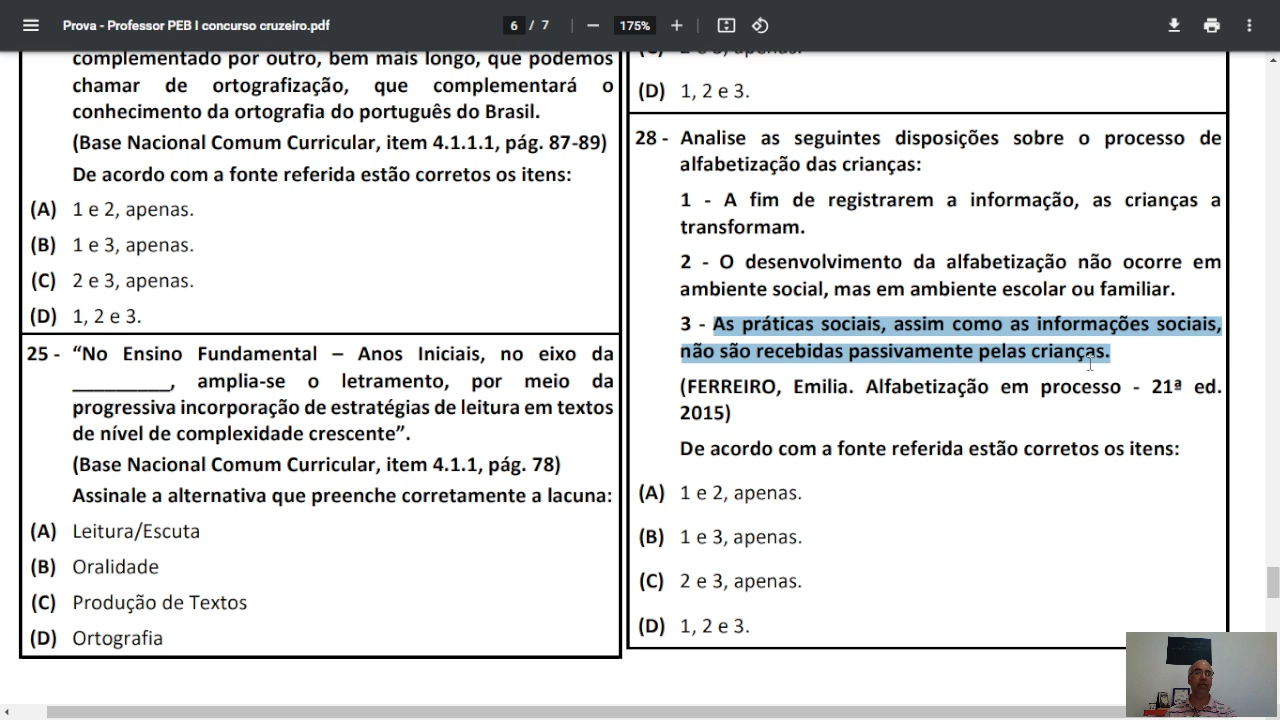 Prova - Professor PEB I concurso cruzeiro.pdf
6 / 7
175%
complementado por outro, bem mais longo, que podemos
chamar de ortografização, que complementará o
conhecimento da ortografia do português do Brasil.
(Base Nacional Comum Curricular, item 4.1.1.1, pág. 87-89)
De acordo com a fonte referida estão corretos os itens:
(A) 1 e 2, apenas.
(B) 1 e 3, apenas.
(C) 2 e 3, apenas.
(D) 1, 2 e 3.
25 - “No Ensino Fundamental – Anos Iniciais, no eixo da
__________, amplia-se o letramento, por meio da
progressiva incorporação de estratégias de leitura em textos
de nível de complexidade crescente”.
(Base Nacional Comum Curricular, item 4.1.1, pág. 78)
Assinale a alternativa que preenche corretamente a lacuna:
(A) Leitura/Escuta
(B) Oralidade
(C) Produção de Textos
(D) Ortografia
(C) 2 e 3, apenas.
(D) 1, 2 e 3.
28 - Analise as seguintes disposições sobre o processo de
alfabetização das crianças:
1 - A fim de registrarem a informação, as crianças a
transformam.
2 - O desenvolvimento da alfabetização não ocorre em
ambiente social, mas em ambiente escolar ou familiar.
3 - As práticas sociais, assim como as informações sociais,
não são recebidas passivamente pelas crianças.
(FERREIRO, Emilia. Alfabetização em processo - 21ª ed.
2015)
De acordo com a fonte referida estão corretos os itens:
(A) 1 e 2, apenas.
(B) 1 e 3, apenas.
(C) 2 e 3, apenas.
(D) 1, 2 e 3.